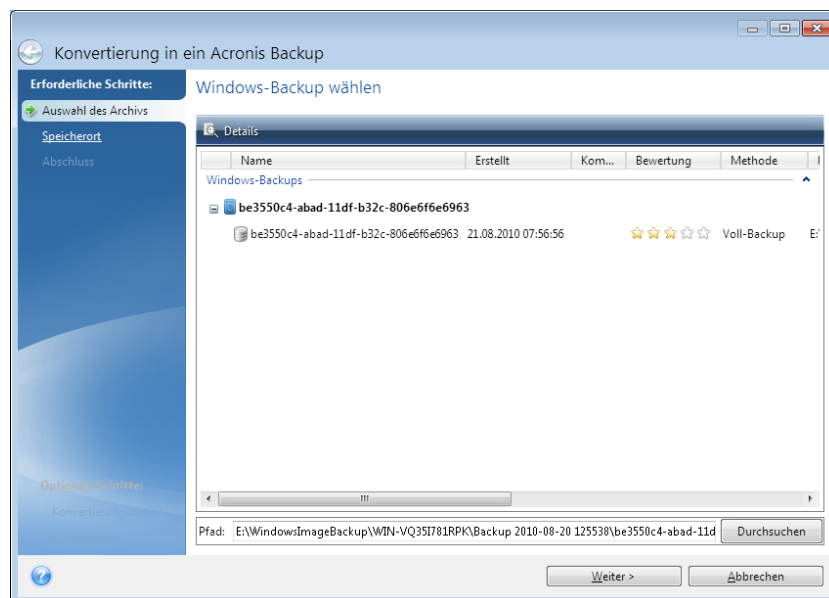 Konvertierung in ein Acronis Backup
Erforderliche Schritte:
Auswahl des Archivs
Speicherort
Abschluss
Windows-Backup wählen
Details
Name Erstellt Kom... Bewertung Methode
Windows-Backups
be3550c4-abad-11df-b32c-806e6f6e6963
be3550c4-abad-11df-b32c-806e6f6e6963 21.08.2010 07:56:56 Voll-Backup E:
Optionale Schritte:
Pfad: E:\WindowsImageBackup\WIN-VQ35I781RPK\Backup 2010-08-20 125538\be3550c4-abad-11d
Durchsuchen
Weiter >
Abbrechen